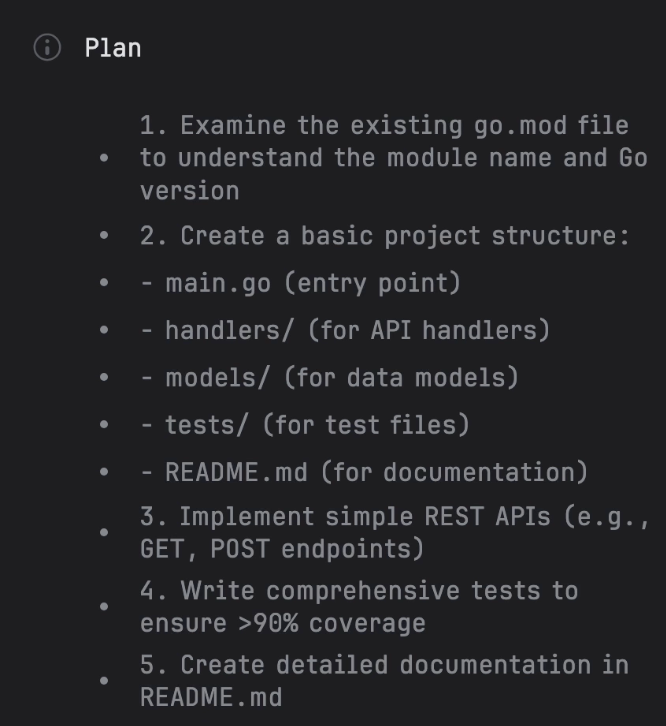 Plan
1. Examine the existing go.mod file
to understand the module name and Go
version
2. Create a basic project structure:
- main.go (entry point)
- handlers/ (for API handlers)
- models/ (for data models)
- tests/ (for test files)
- README.md (for documentation)
3. Implement simple REST APIs (e.g.,
GET, POST endpoints)
4. Write comprehensive tests to
ensure >90% coverage
5. Create detailed documentation in
README.md